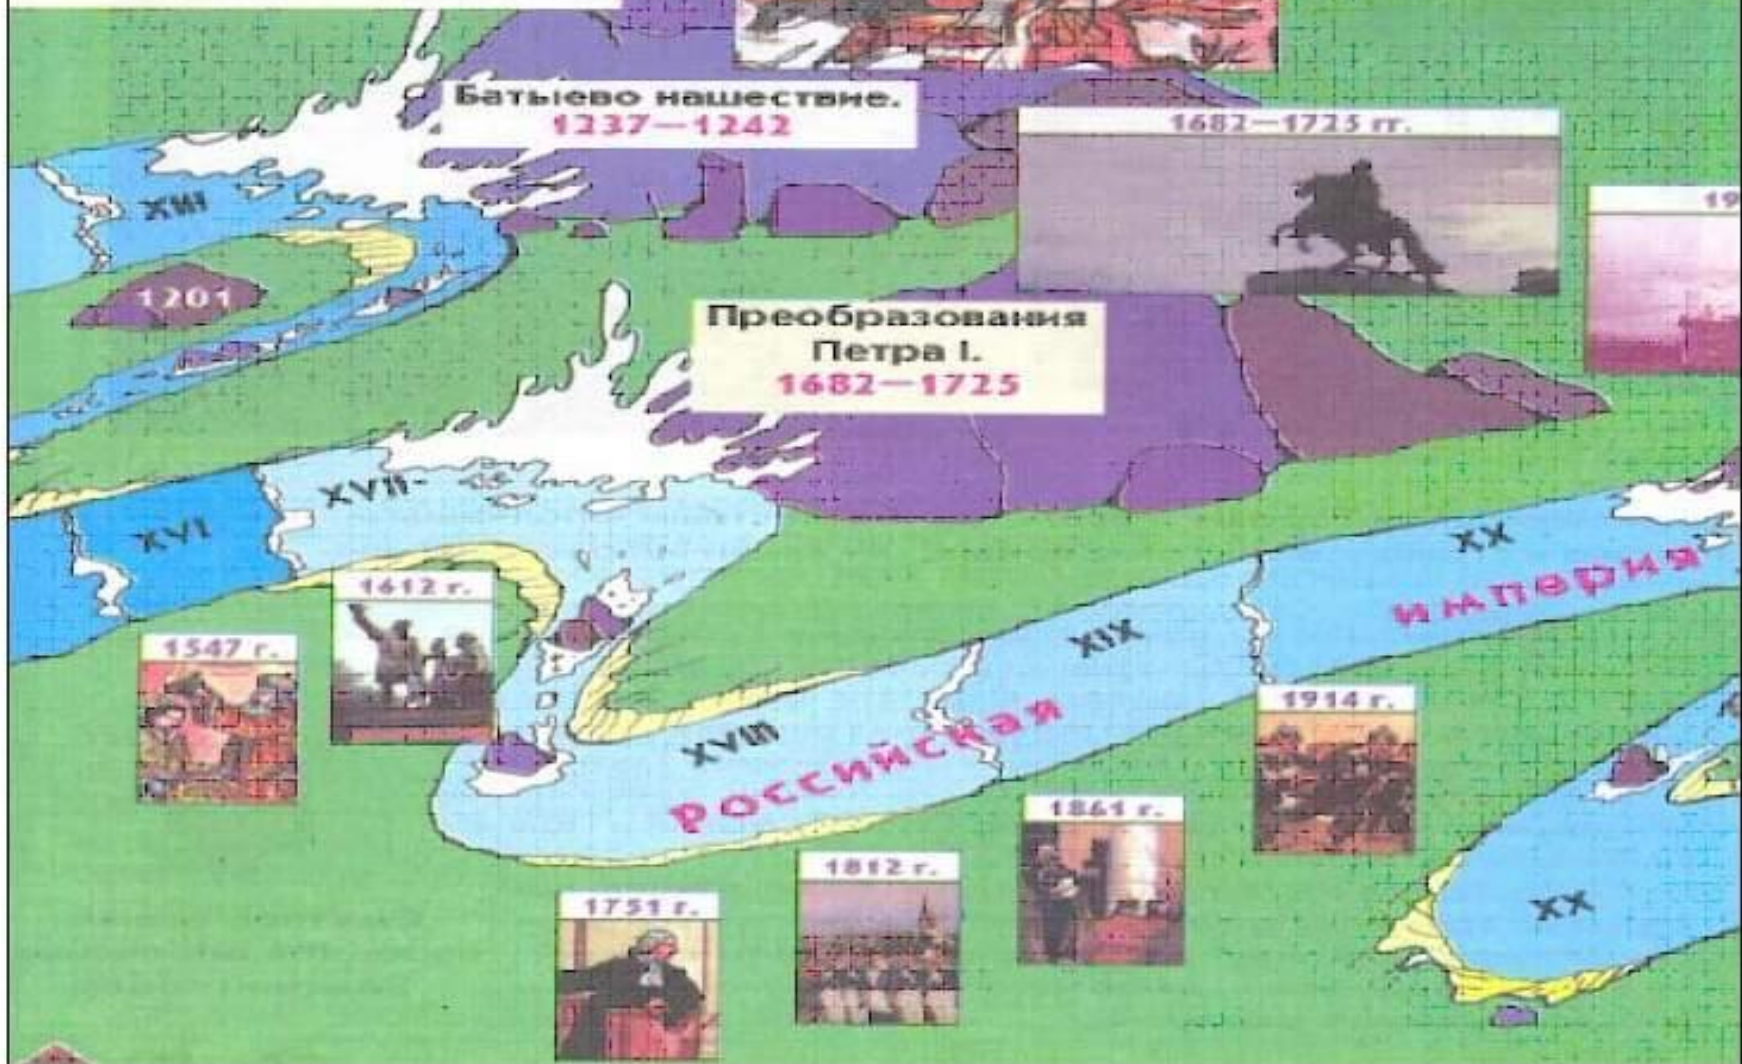 Батыево нашествие.
1237—1242
1682—1725 гг.
19
XIII
1201
Преобразования
Петра I.
1682—1725
XVII-
XVI
XX
империя
1612 г.
XIX
1547 г.
1914 г.
XVIII
российская
1861 г.
1812 г.
1751 г.
XX